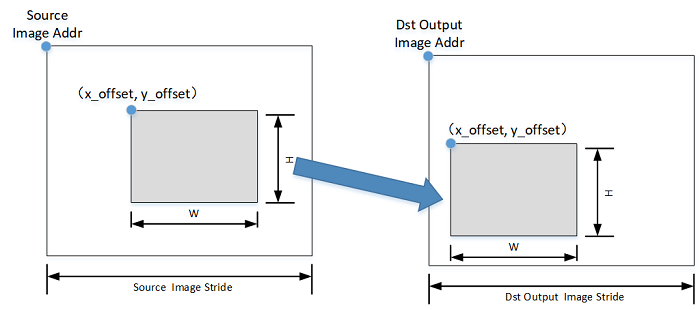 Source
Image Addr
（x_offset, y_offset）
H
W
Source Image Stride
Dst Output
Image Addr
（x_offset, y_offset）
H
W
Dst Output Image Stride